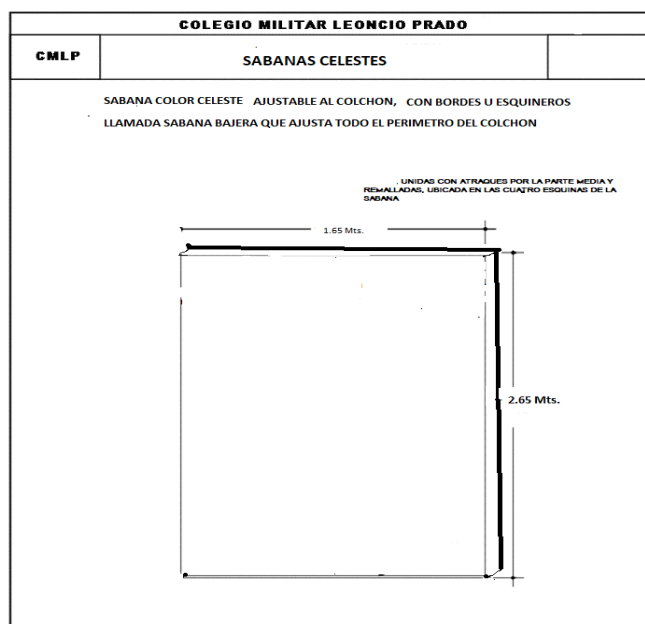 COLEGIO MILITAR LEONCIO PRADO
CMLP
SABANAS CELESTES
SABANA COLOR CELESTE AJUSTABLE AL COLCHON, CON BORDES U ESQUINEROS
LLAMADA SABANA BAJERA QUE AJUSTA TODO EL PERIMETRO DEL COLCHON
. UNIDAS CON ATRAQUES POR LA PARTE MEDIA Y
REMALLADAS, UBICADA EN LAS CUATRO ESQUINAS DE LA
SABANA
1.65 Mts.
2.65 Mts.